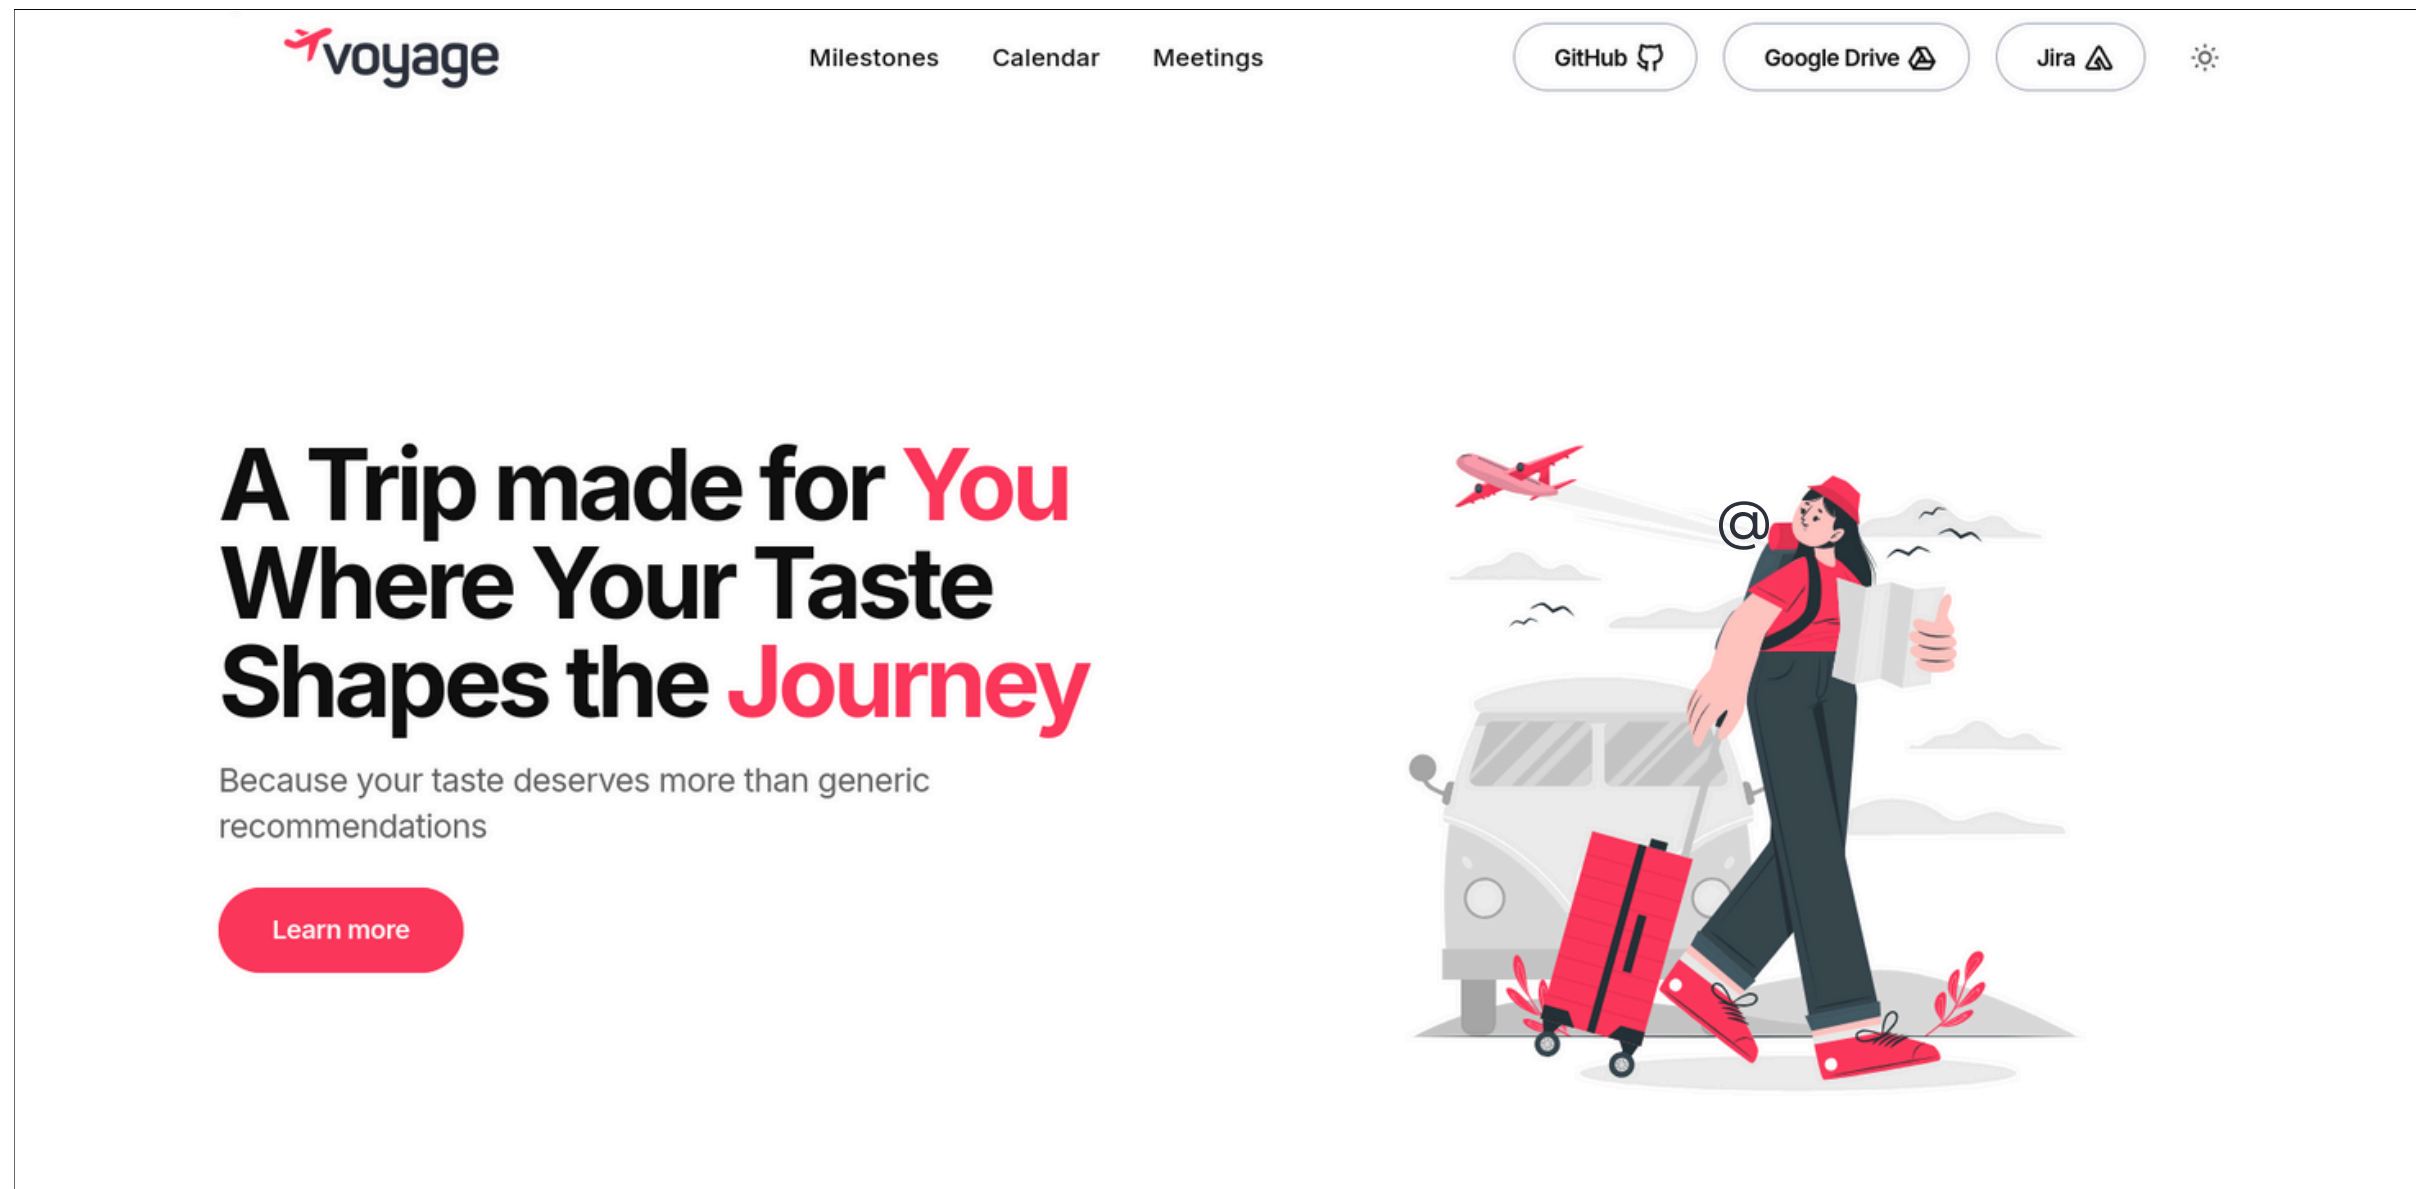 voyage
Milestones
Calendar
Meetings
GitHub
Google Drive
Jira
A Trip made for You
Where Your Taste
Shapes the Journey
@
Because your taste deserves more than generic
recommendations
Learn more